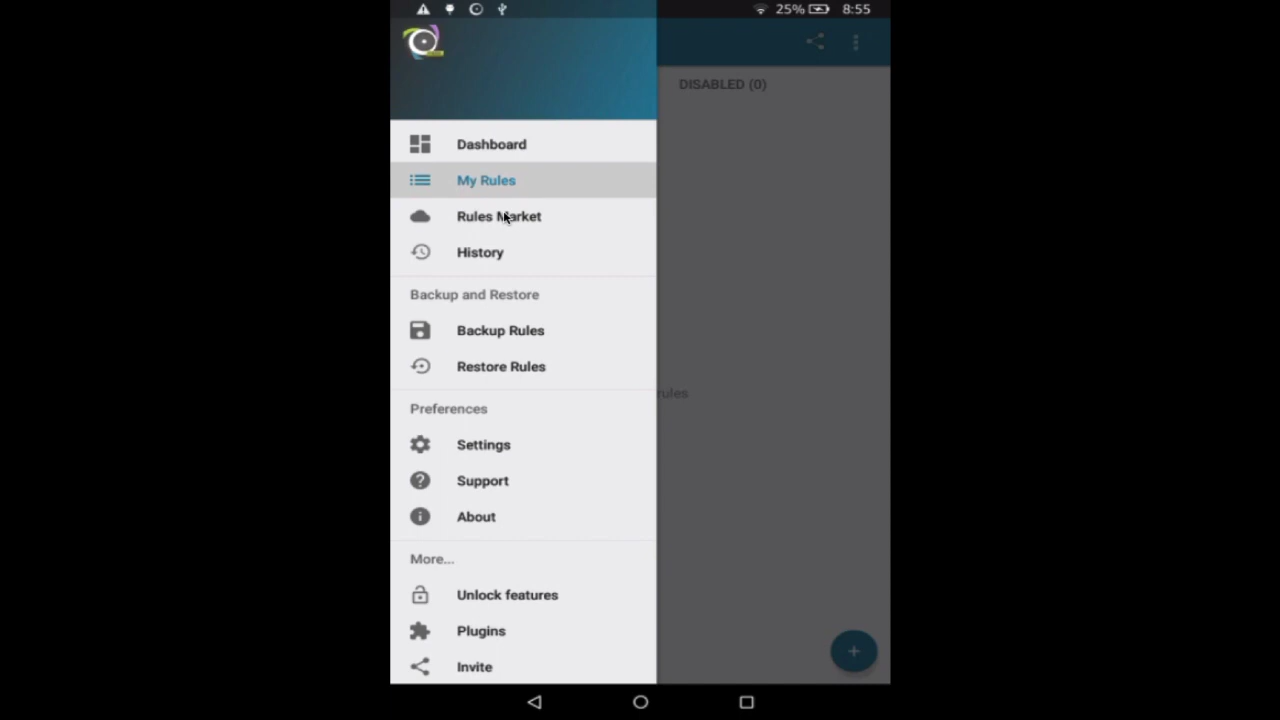 25% 8:55
DISABLED (0)
Dashboard
My Rules
Rules Market
History
Backup and Restore
Backup Rules
rules
Restore Rules
Preferences
Settings
Support
About
More...
Unlock features
Plugins
Invite